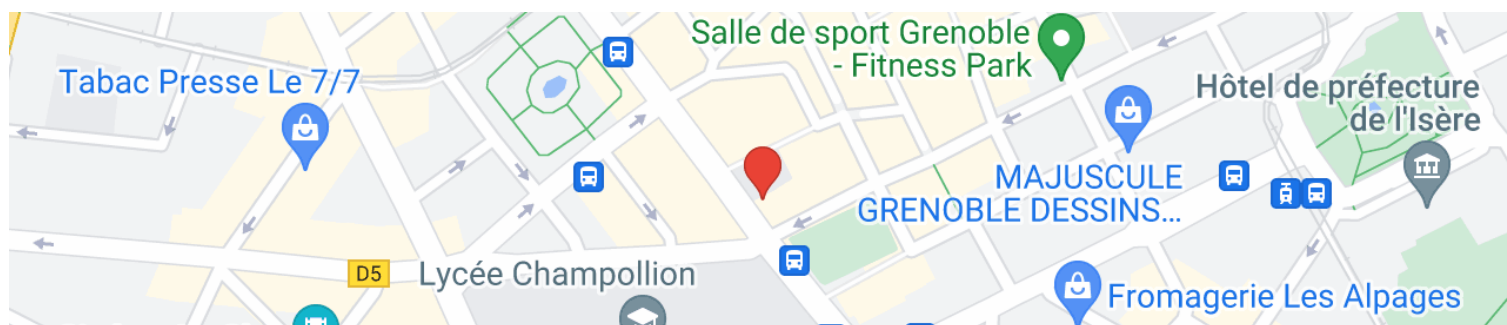 Salle de sport Grenoble
- Fitness Park
Tabac Presse Le 7/7
Hôtel de préfecture
de l'Isère
MAJUSCULE
GRENOBLE DESSINS...
D5
Lycée Champollion
Fromagerie Les Alpages